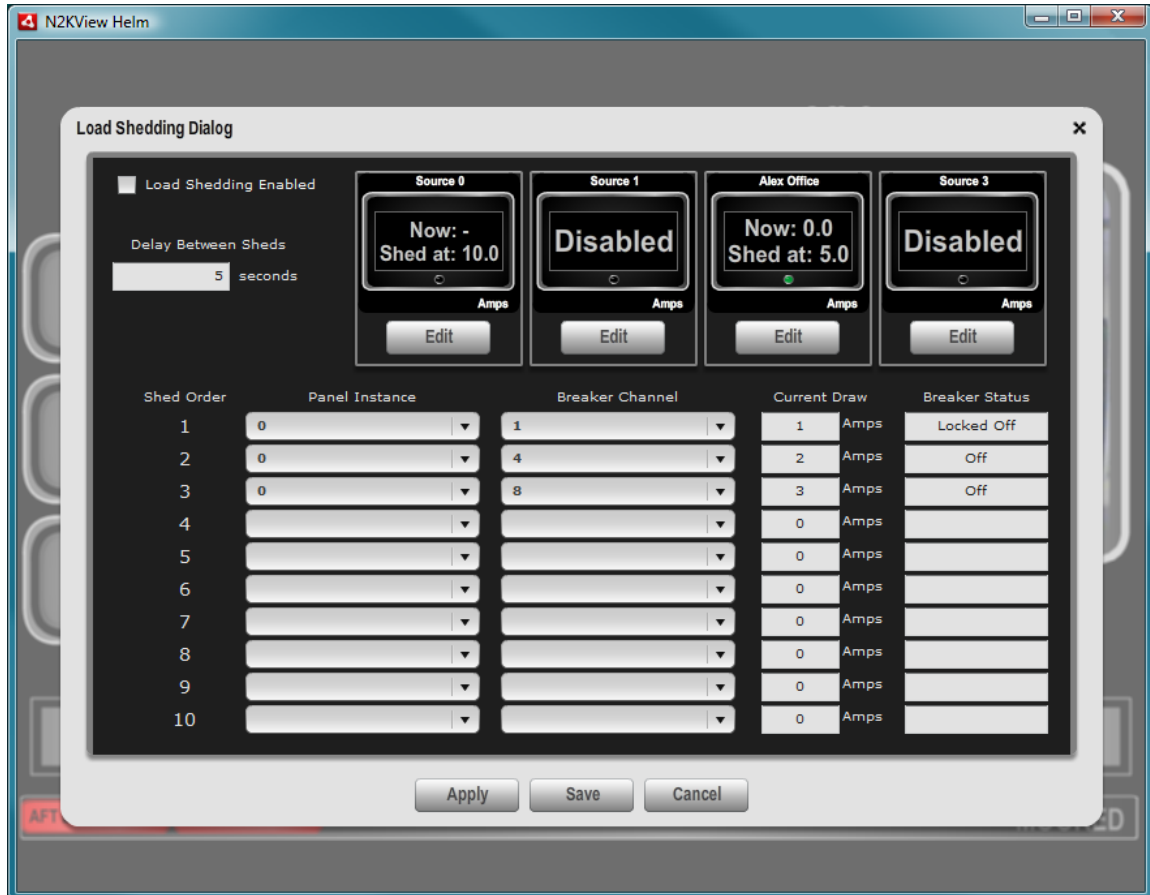 N2KView Helm
Load Shedding Dialog
Load Shedding Enabled
Delay Between Sheds
5 seconds
Source 0
Now: -
Shed at: 10.0
Amps
Edit
Source 1
Disabled
Amps
Edit
Alex Office
Now: 0.0
Shed at: 5.0
Amps
Edit
Source 3
Disabled
Amps
Edit
Shed Order Panel Instance Breaker Channel Current Draw Breaker Status
1 0 1 1 Amps Locked Off
2 0 4 2 Amps Off
3 0 8 3 Amps Off
4 0 Amps
5 0 Amps
6 0 Amps
7 0 Amps
8 0 Amps
9 0 Amps
10 0 Amps
Apply Save Cancel
AFT